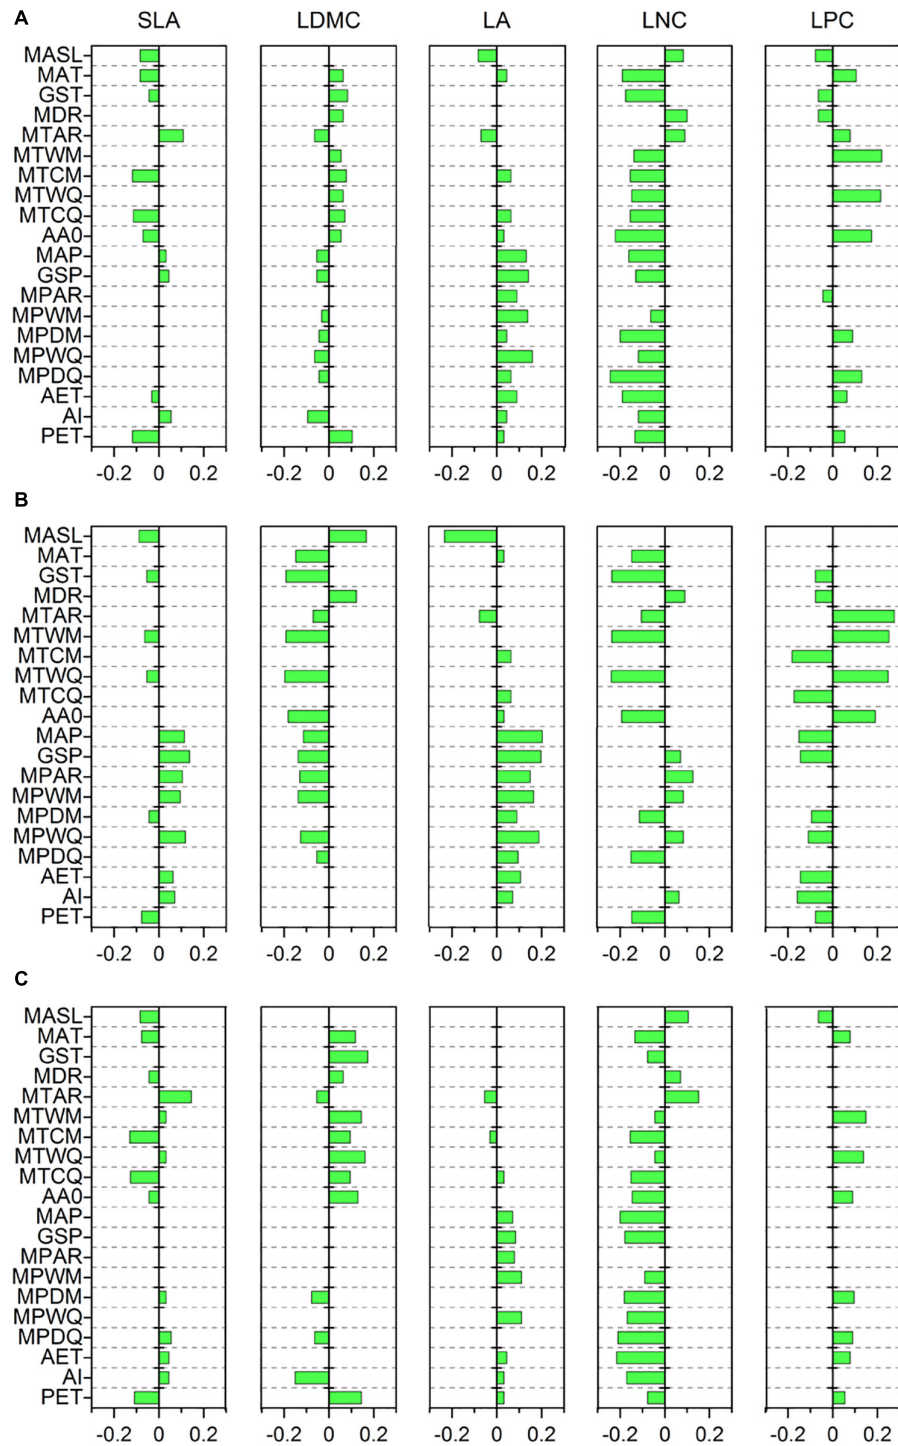 A
SLA LDMC LA LNC LPC
MASL
MAT
GST
MDR
MTAR
MTWM
MTCM
MTWQ
MTCQ
AA0
MAP
GSP
MPAR
MPWM
MPDM
MPWQ
MPDQ
AET
AI
PET
-0.2 0 0.2 -0.2 0 0.2 -0.2 0 0.2 -0.2 0 0.2 -0.2 0 0.2
B
MASL
MAT
GST
MDR
MTAR
MTWM
MTCM
MTWQ
MTCQ
AA0
MAP
GSP
MPAR
MPWM
MPDM
MPWQ
MPDQ
AET
AI
PET
-0.2 0 0.2 -0.2 0 0.2 -0.2 0 0.2 -0.2 0 0.2 -0.2 0 0.2
C
MASL
MAT
GST
MDR
MTAR
MTWM
MTCM
MTWQ
MTCQ
AA0
MAP
GSP
MPAR
MPWM
MPDM
MPWQ
MPDQ
AET
AI
PET
-0.2 0 0.2 -0.2 0 0.2 -0.2 0 0.2 -0.2 0 0.2 -0.2 0 0.2